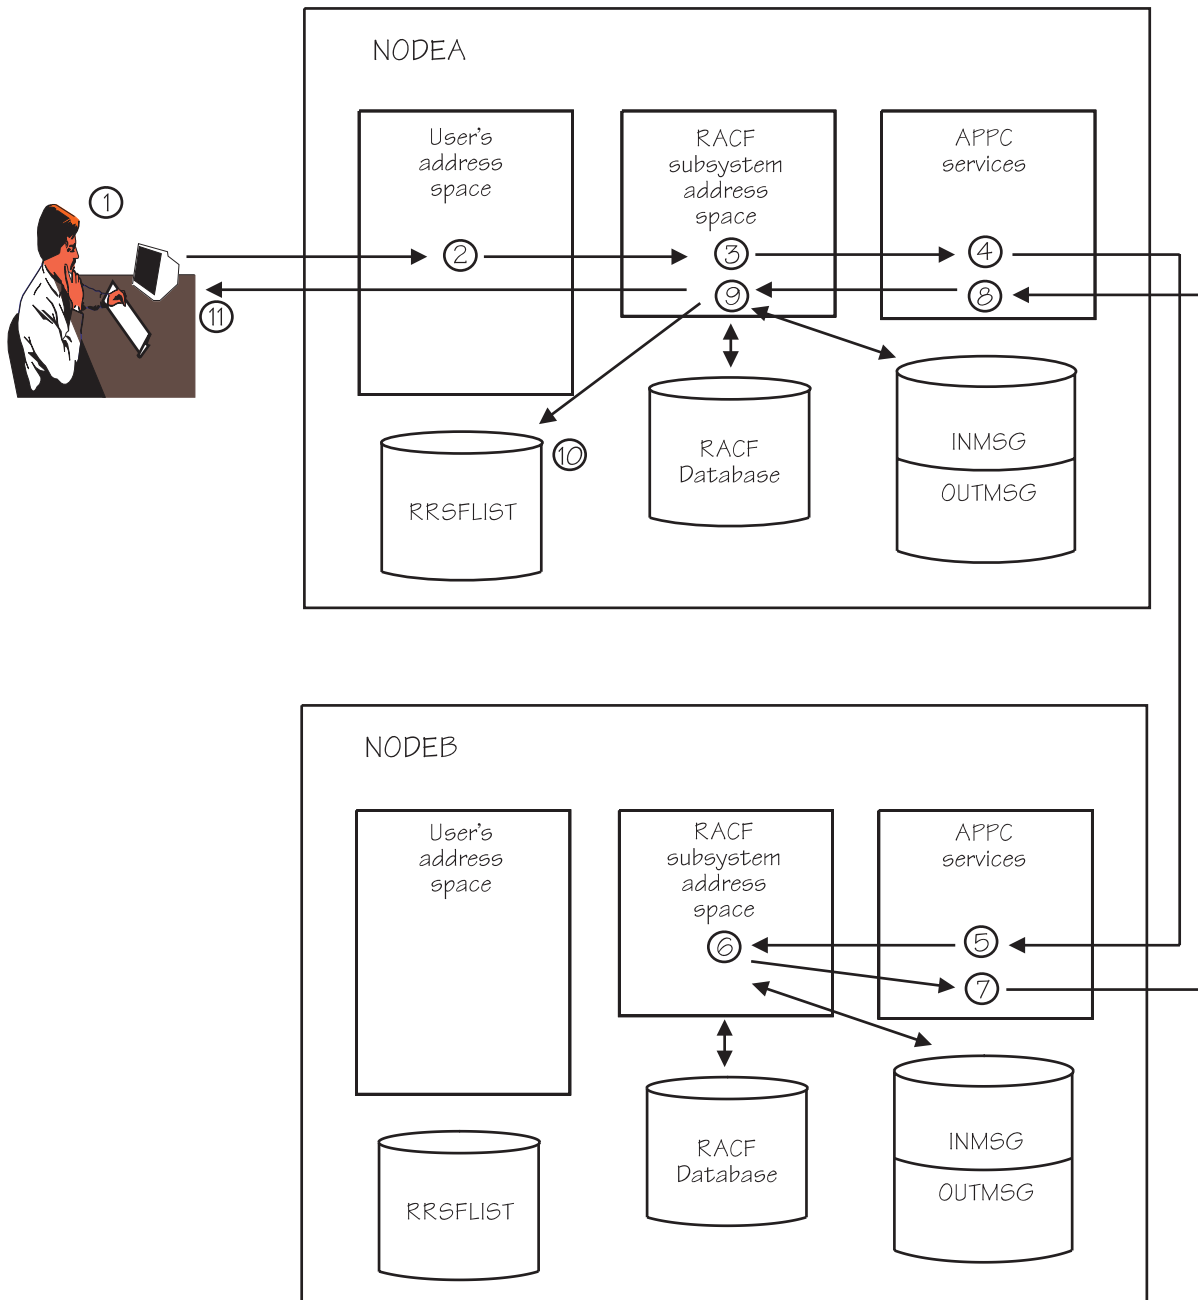 NODEA
User's
address
space
RACF
subsystem
address
space
APPC
services
1
2
3
4
9
8
11
10
RRSFLIST
RACF
Database
INMSG
OUTMSG
NODEB
User's
address
space
RACF
subsystem
address
space
APPC
services
6
5
7
RRSFLIST
RACF
Database
INMSG
OUTMSG